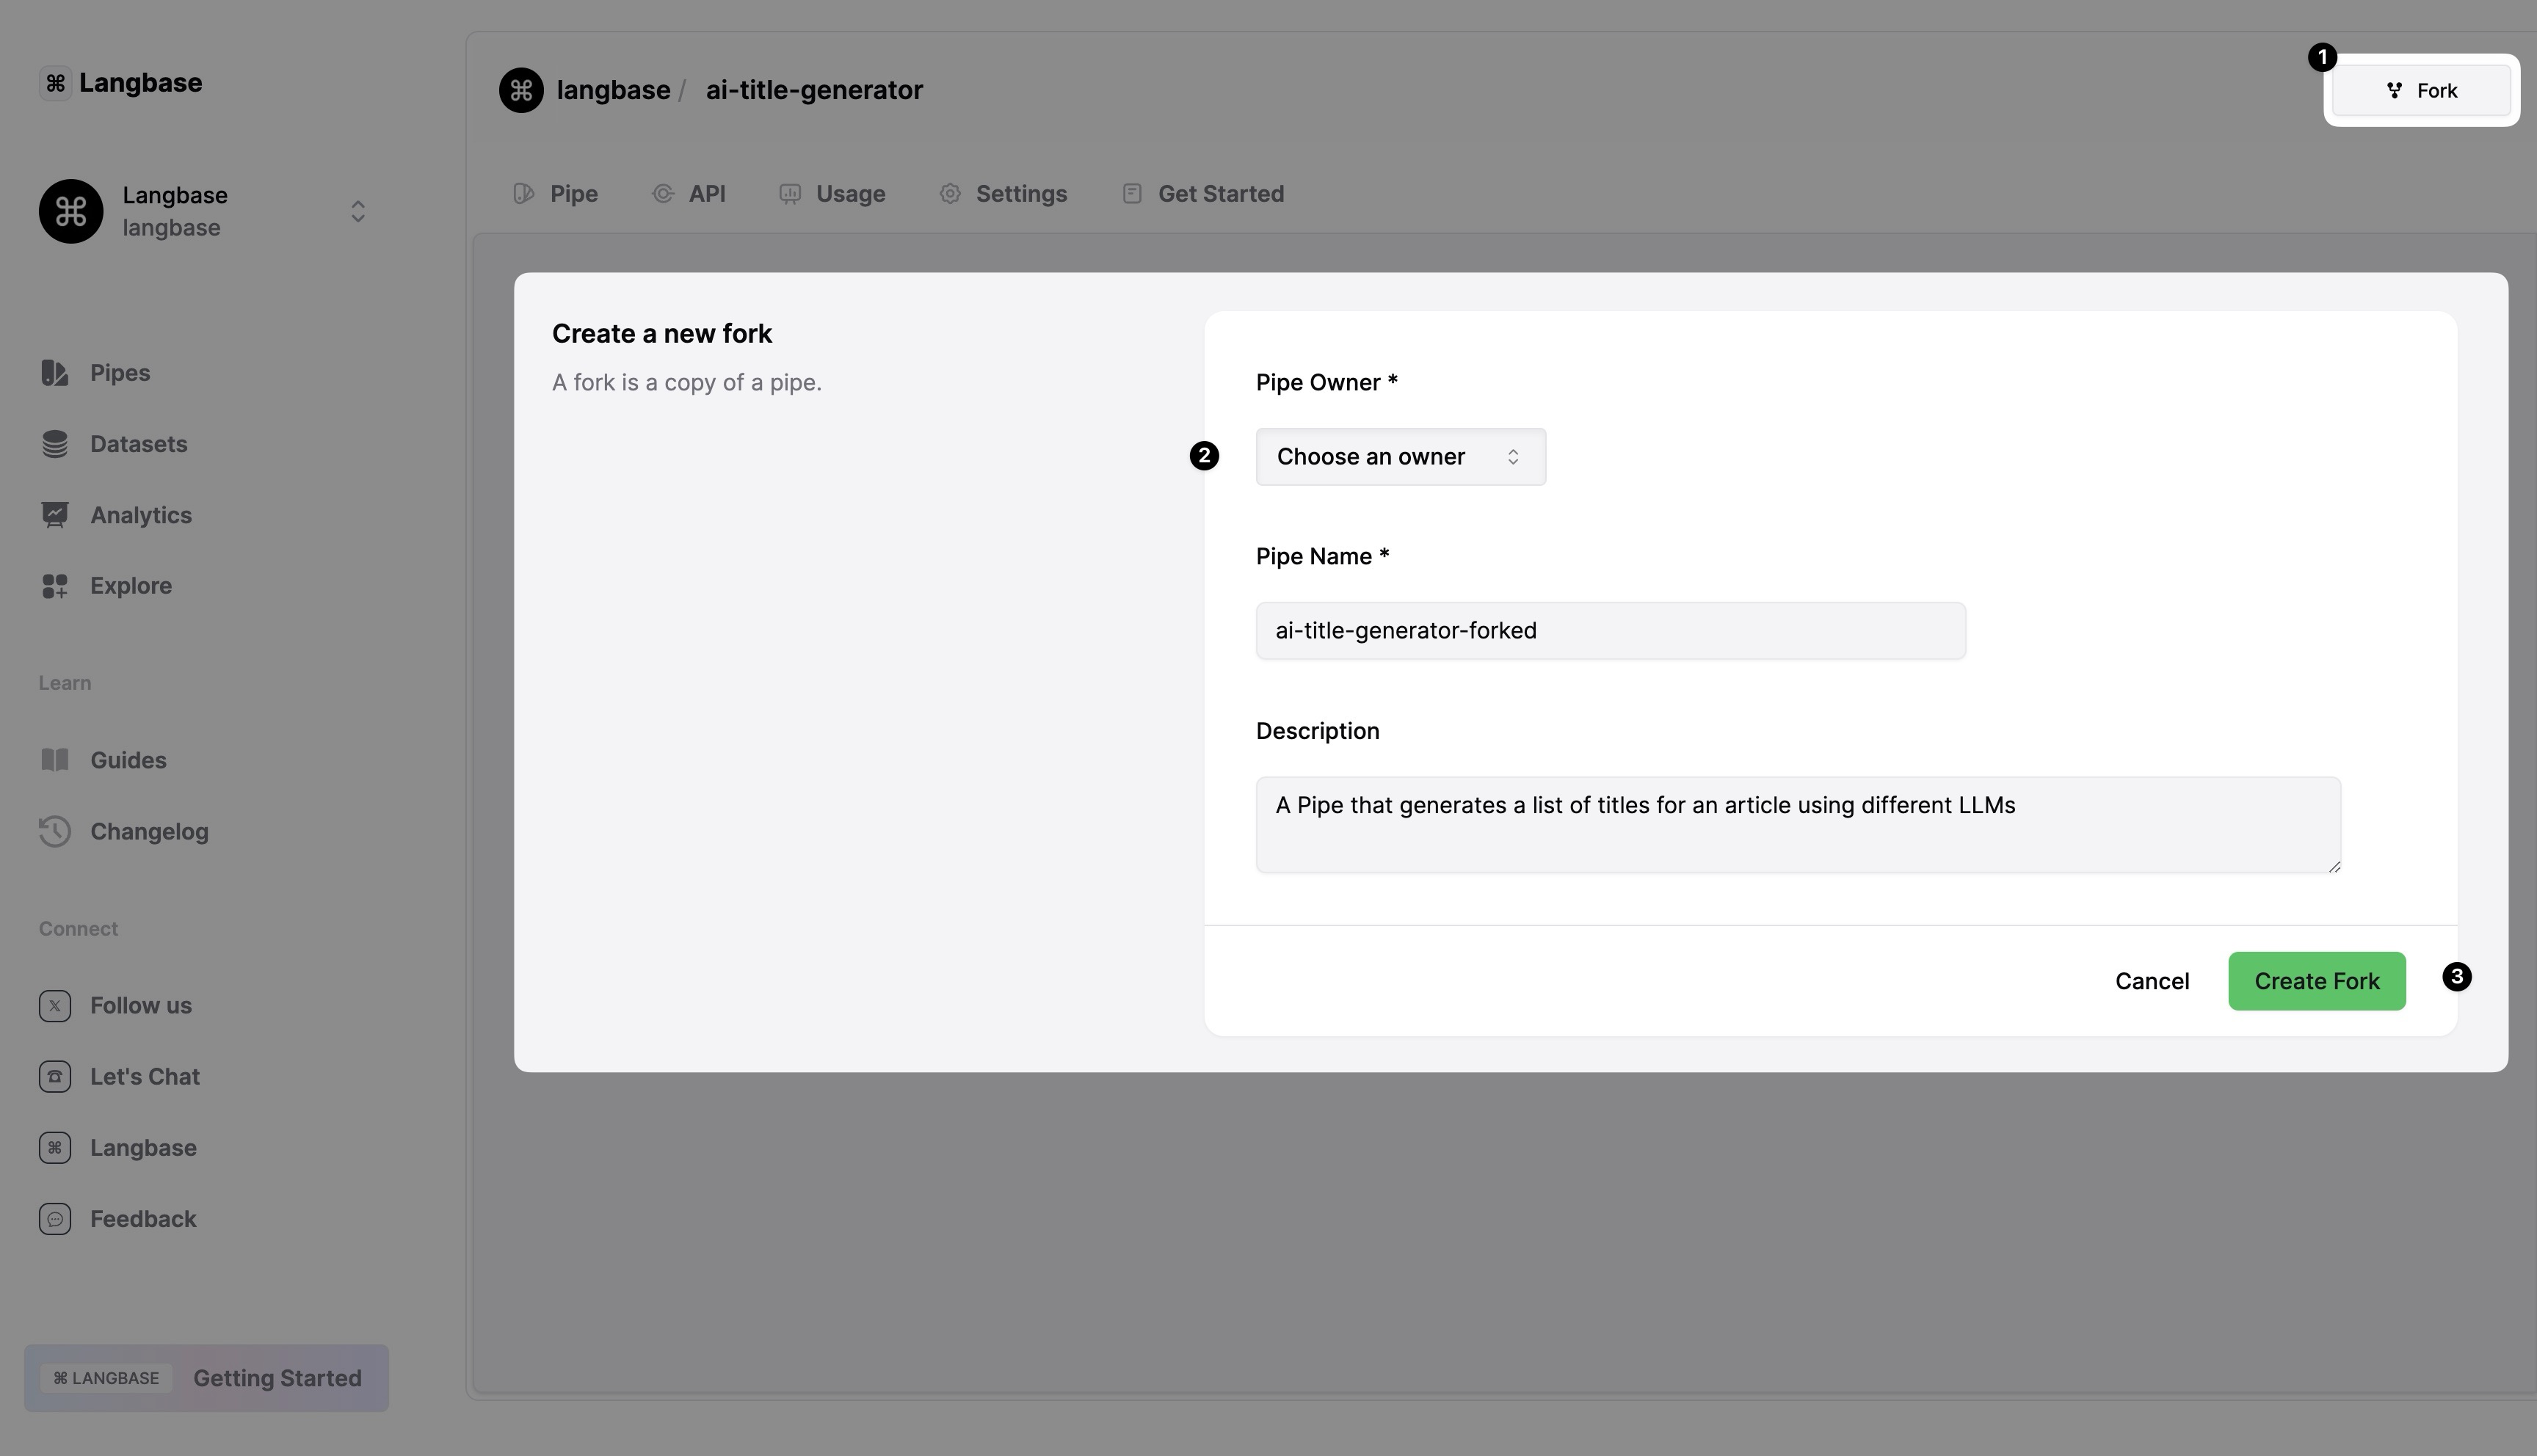 Langbase
Langbase
langbase
Pipes
Datasets
Analytics
Explore
Learn
Guides
Changelog
Connect
Follow us
Let's Chat
Langbase
Feedback
⌘ LANGBASE Getting Started
langbase / ai-title-generator
1
Fork
Pipe API Usage Settings Get Started
Create a new fork
A fork is a copy of a pipe.
Pipe Owner *
2
Choose an owner
Pipe Name *
ai-title-generator-forked
Description
A Pipe that generates a list of titles for an article using different LLMs
Cancel Create Fork
3